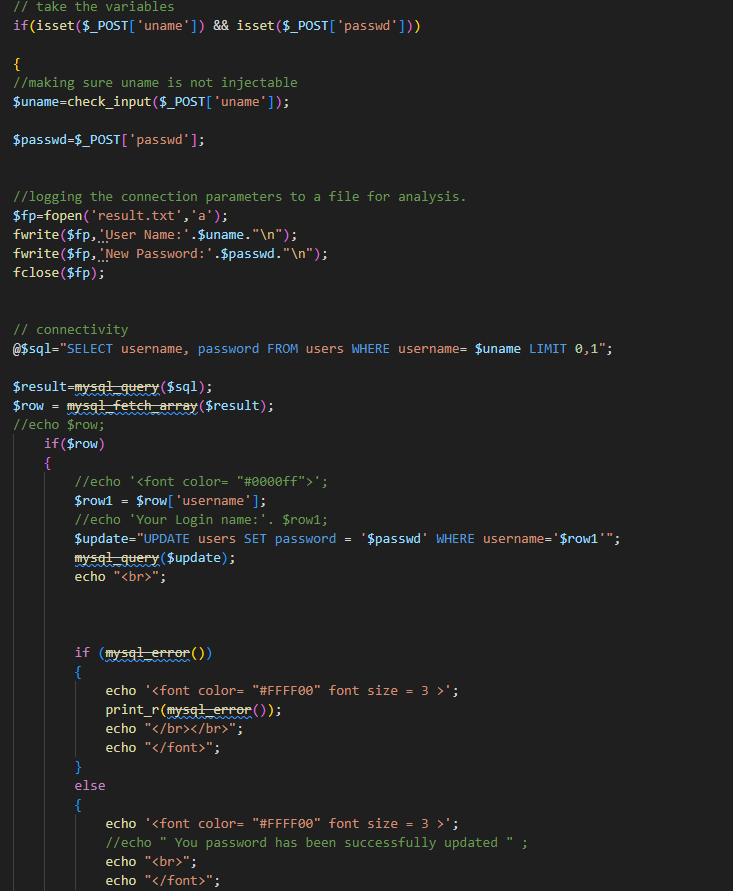 // take the variables
if(isset($_POST['uname']) && isset($_POST['passwd']))
{
//making sure uname is not injectable
$uname=check_input($_POST['uname']);
$passwd=$_POST['passwd'];
//logging the connection parameters to a file for analysis.
$fp=fopen('result.txt','a');
fwrite($fp,'User Name:'.$uname."\n");
fwrite($fp,'New Password:'.$passwd."\n");
fclose($fp);
// connectivity
@$sql="SELECT username, password FROM users WHERE username= $uname LIMIT 0,1";
$result=mysql_query($sql);
$row = mysql_fetch_array($result);
//echo $row;
if($row)
{
//echo '<font color= "#0000ff">';
$row1 = $row['username'];
//echo 'Your Login name:'. $row1;
$update="UPDATE users SET password = '$passwd' WHERE username='$row1'";
mysql_query($update);
echo "<br>";
if (mysql_error())
{
echo '<font color= "#FFFF00" font size = 3 >';
print_r(mysql_error());
echo "</br></br>";
echo "</font>";
}
else
{
echo '<font color= "#FFFF00" font size = 3 >';
//echo " You password has been successfully updated " ;
echo "<br>";
echo "</font>";